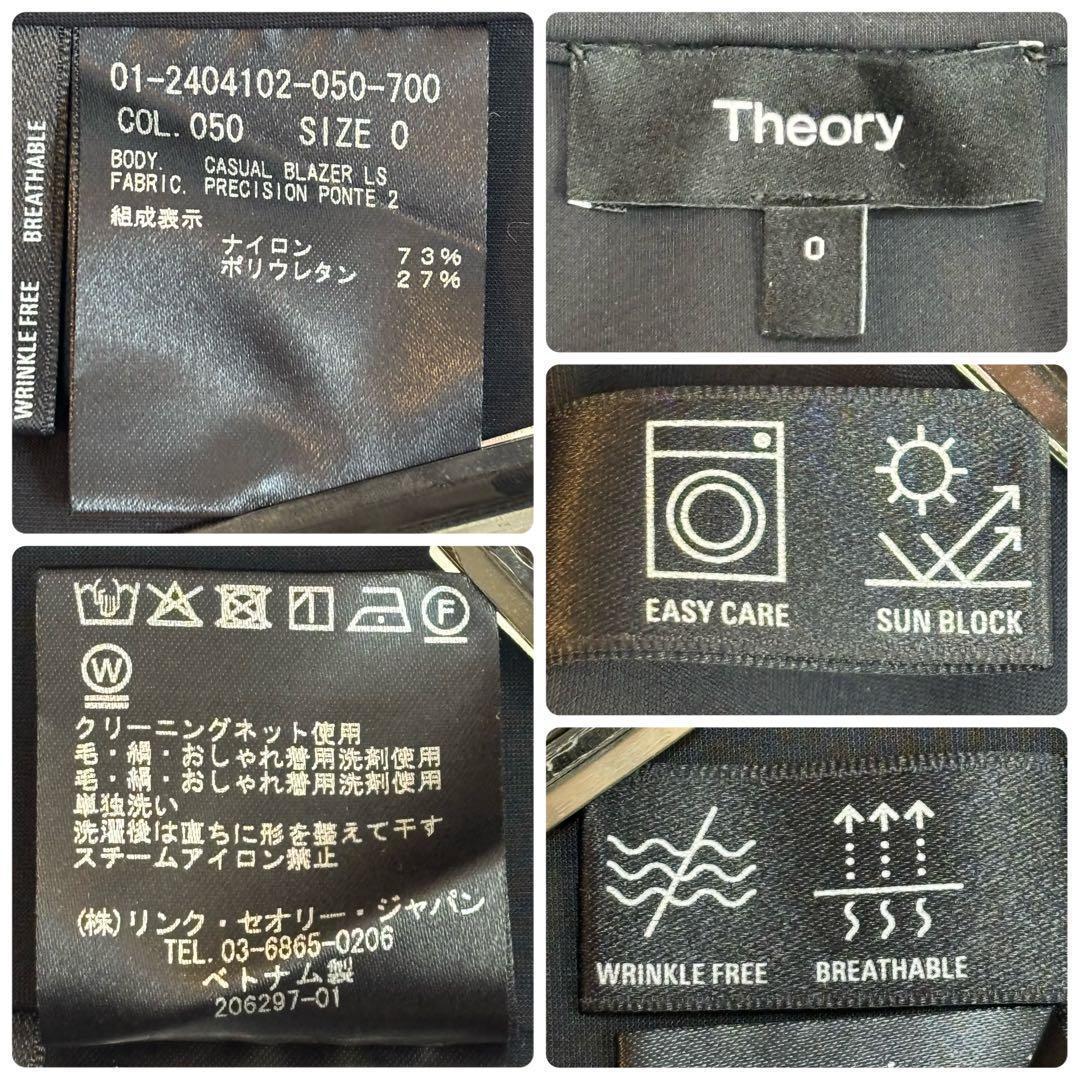 01-2404102-050-700
COL. 050 SIZE 0
BODY. CASUAL BLAZER LS
FABRIC. PRECISION PONTE 2
組成表示
ナイロン 73%
ポリウレタン 27%
WRINKLE FREE BREATHABLE
Theory
0
EASY CARE
SUN BLOCK
F
W
クリーニングネット使用
毛・絹・おしゃれ着用洗剤使用
毛・絹・おしゃれ着用洗剤使用
単独洗い
洗濯後は直ちに形を整えて干す
スチームアイロン禁止
(株)リンク・セオリー・ジャパン
TEL. 03-6865-0206
ベトナム製
206297-01
WRINKLE FREE
BREATHABLE